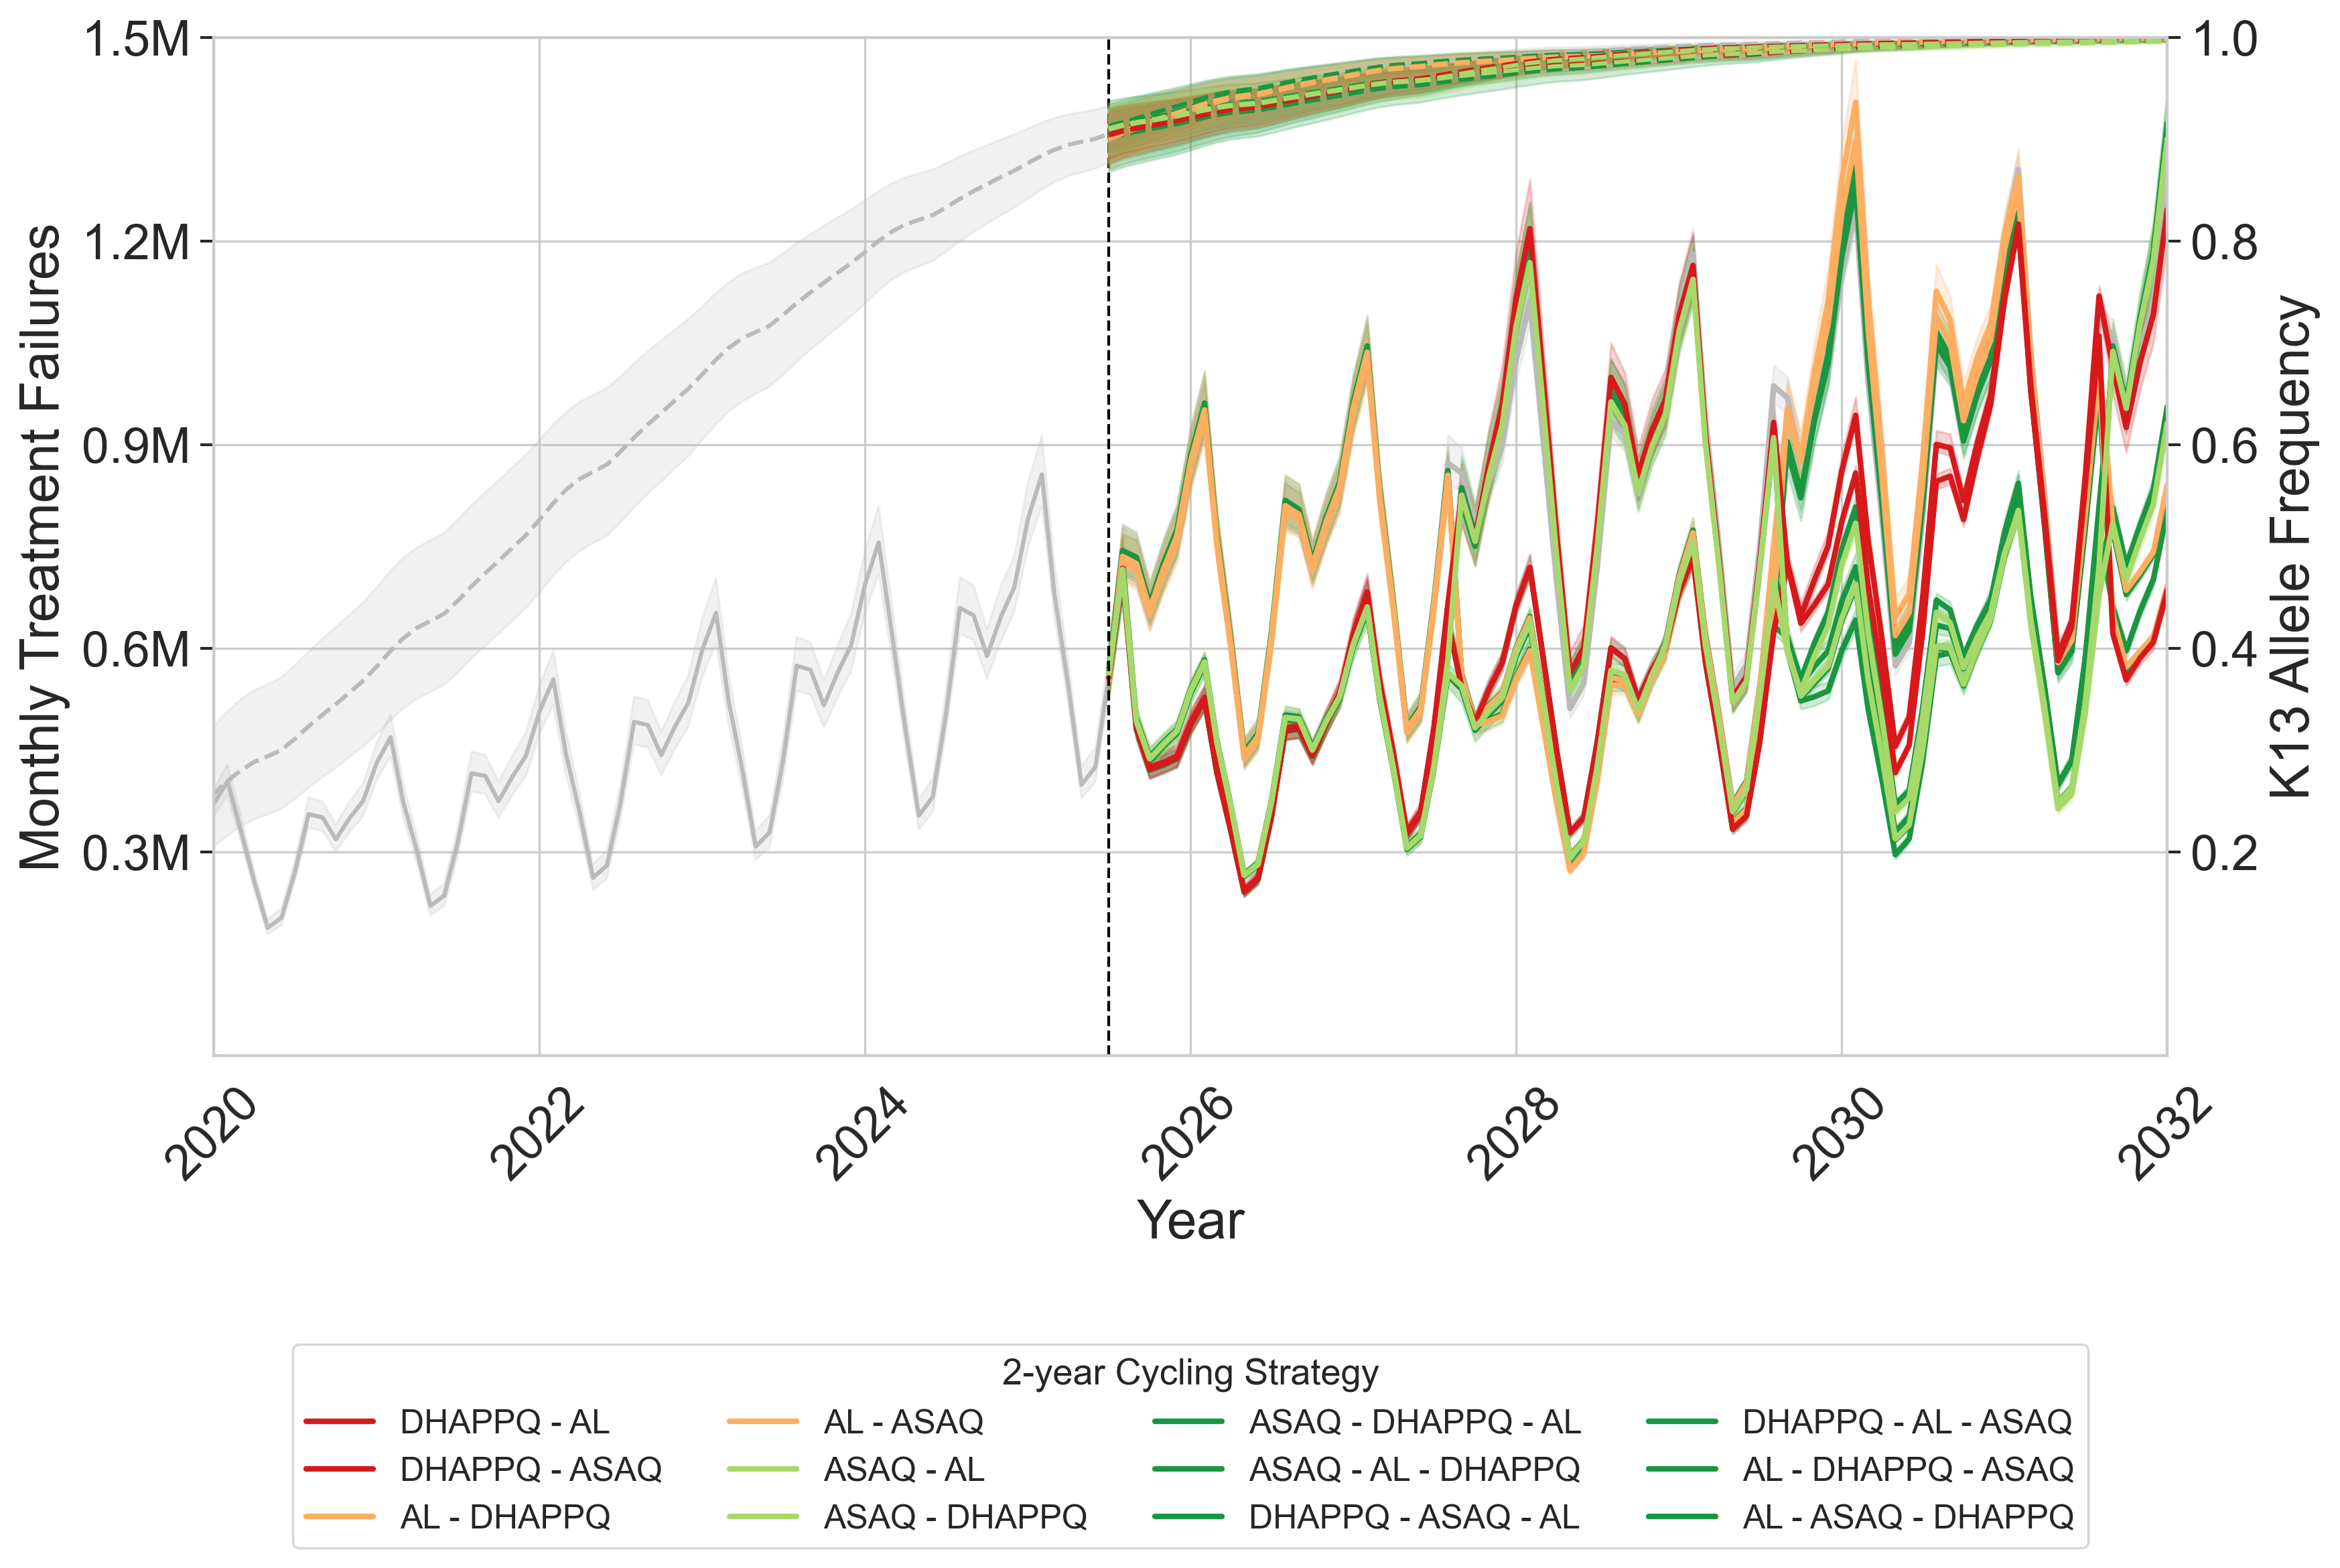 1.5M
1.2M
0.9M
0.6M
0.3M
Monthly Treatment Failures
1.0
0.8
0.6
0.4
0.2
K13 Allele Frequency
2020
2022
2024
2026
2028
2030
2032
Year
2-year Cycling Strategy
DHAPPQ - AL
DHAPPQ - ASAQ
AL - DHAPPQ
AL - ASAQ
ASAQ - AL
ASAQ - DHAPPQ
ASAQ - DHAPPQ - AL
ASAQ - AL - DHAPPQ
DHAPPQ - ASAQ - AL
DHAPPQ - AL - ASAQ
AL - DHAPPQ - ASAQ
AL - ASAQ - DHAPPQ